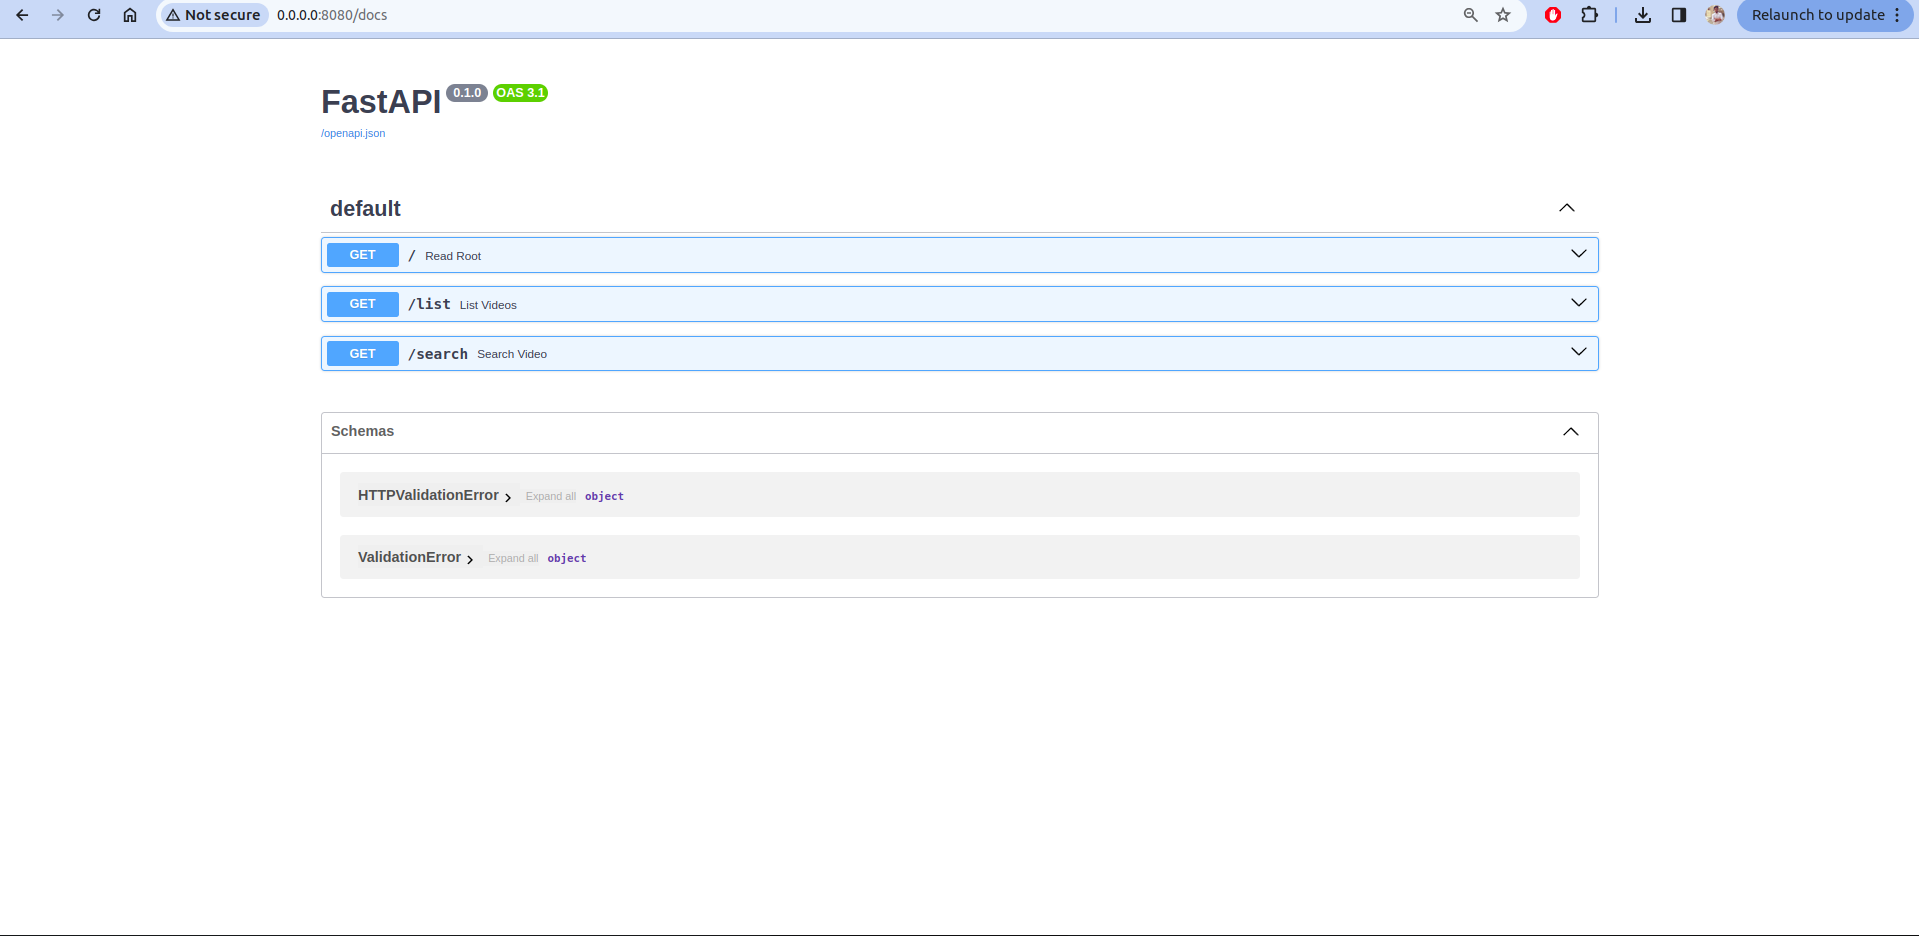 Not secure 0.0.0.0:8080/docs Relaunch to update
FastAPI 0.1.0 OAS 3.1
/openapi.json
default
GET / Read Root
GET /list List Videos
GET /search Search Video
Schemas
HTTPValidationError Expand all object
ValidationError Expand all object